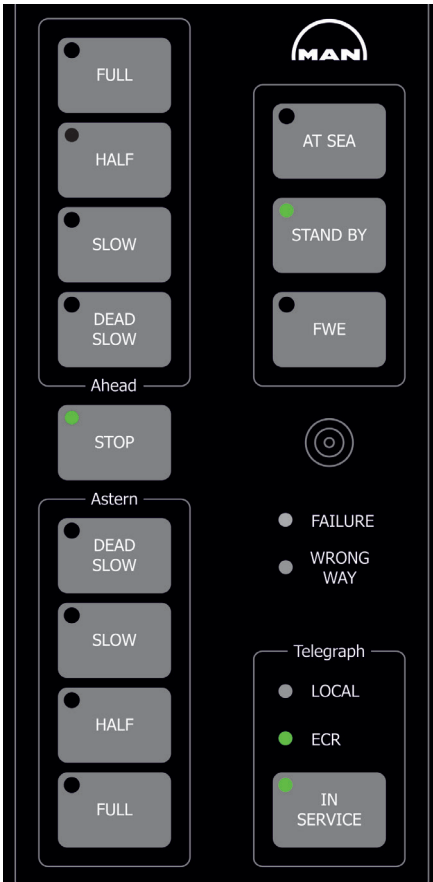 FULL
HALF
SLOW
DEAD
SLOW
Ahead
STOP
Astern
DEAD
SLOW
SLOW
HALF
FULL
MAN
AT SEA
STAND BY
FWE
FAILURE
WRONG
WAY
Telegraph
LOCAL
ECR
IN
SERVICE